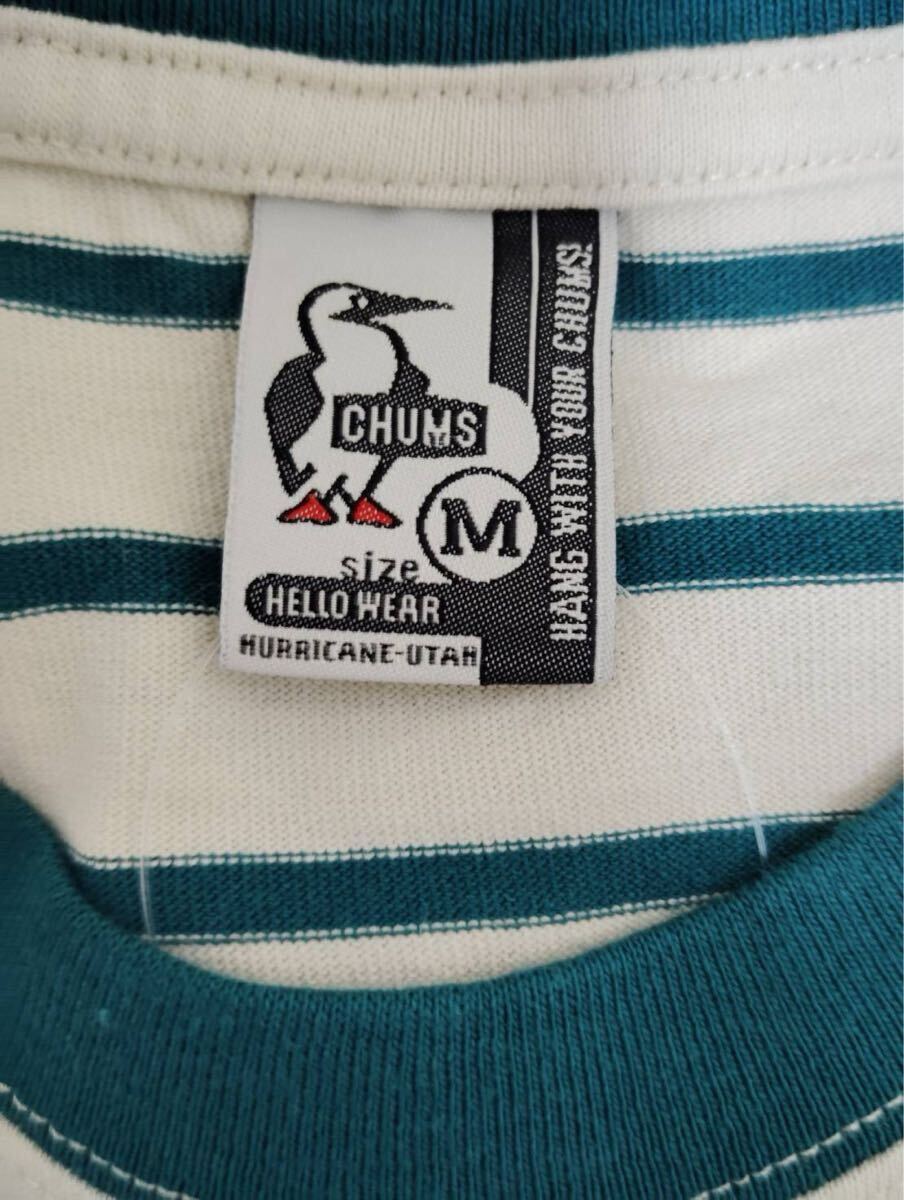 CHUMS
M
size
HELLO WEAR
HURRICANE-UTAH
HANG WITH YOUR CHUMS!